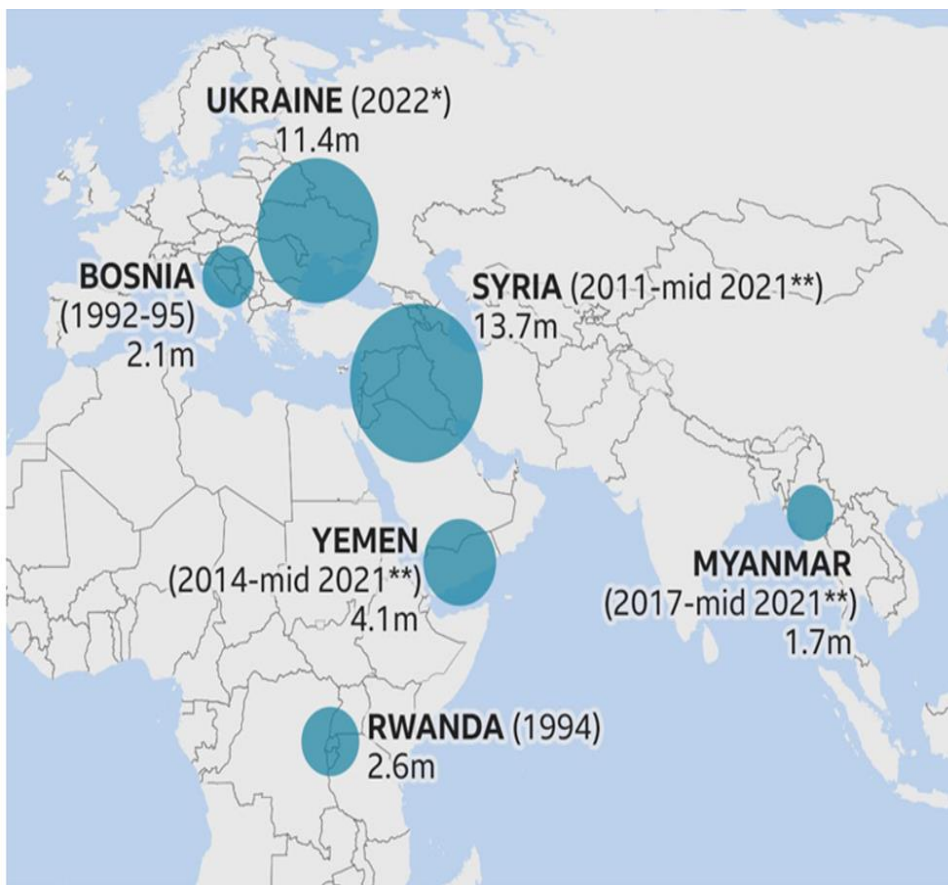 UKRAINE (2022*)
11.4m
BOSNIA
(1992-95)
2.1m
SYRIA (2011-mid 2021**)
13.7m
YEMEN
(2014-mid 2021**)
4.1m
MYANMAR
(2017-mid 2021**)
1.7m
RWANDA (1994)
2.6m